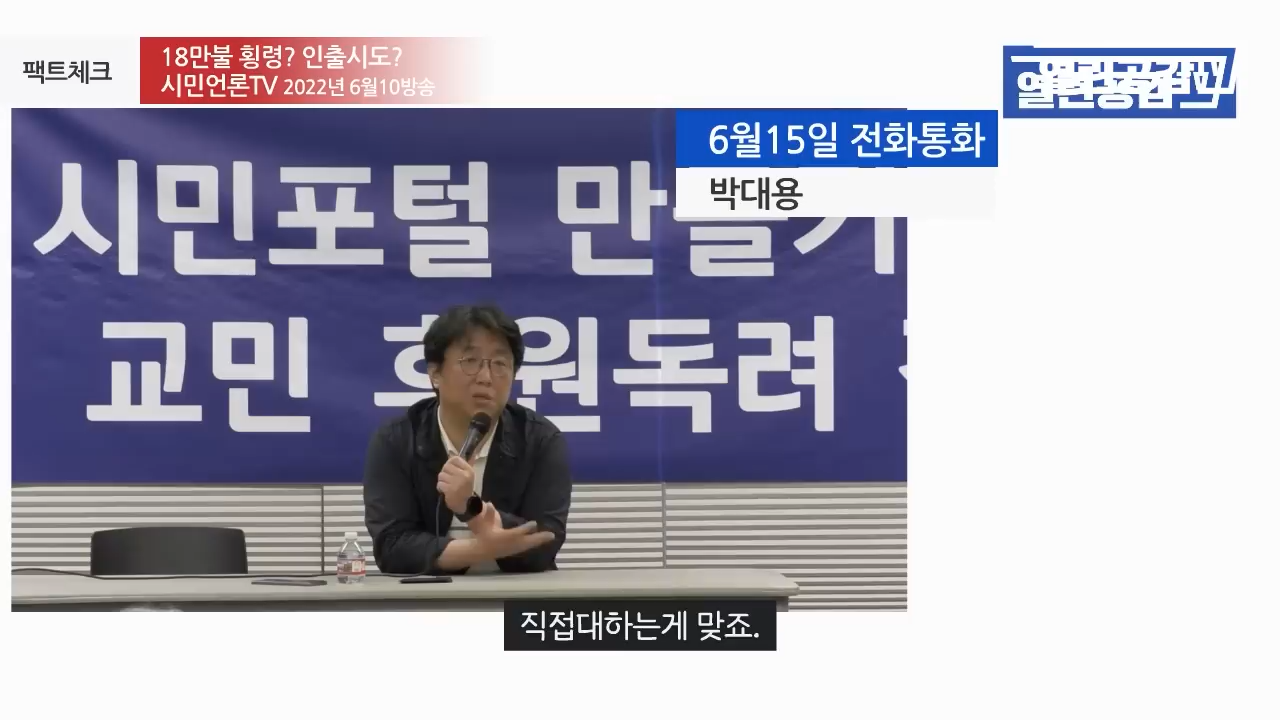 팩트체크
18만불 횡령? 인출시도?
시민언론TV 2022년 6월10방송
6월15일 전화통화
박대용
시민포털 만들기
교민 후원독려
직접대하는게 맞죠.